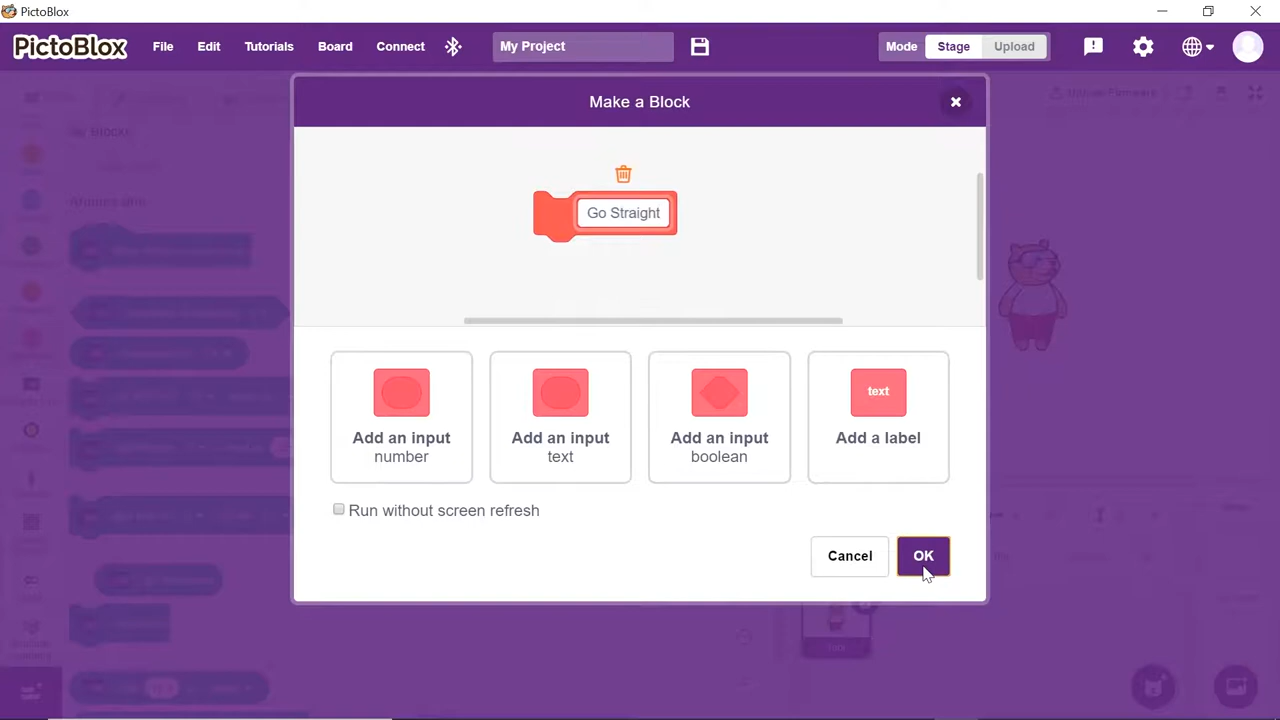 PictoBlox
PictoBlox File Edit Tutorials Board Connect My Project Mode Stage Upload
Make a Block
Go Straight
text
Add an input
number
Add an input
text
Add an input
boolean
Add a label
Run without screen refresh
Cancel OK